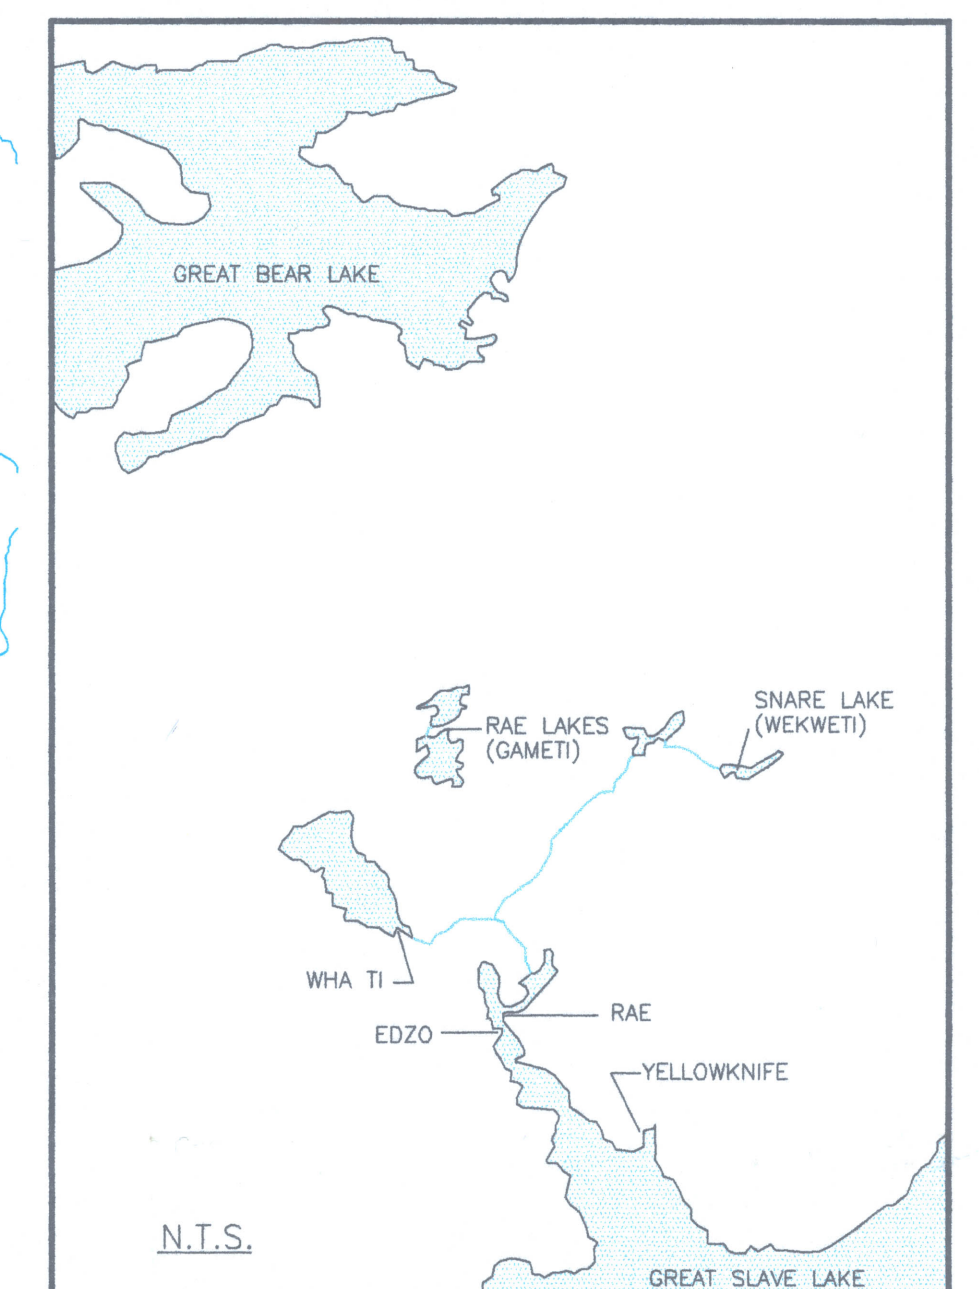 GREAT BEAR LAKE
SNARE LAKE
(WEKWETI)
RAE LAKES
(GAMETI)
WHA TI
RAE
EDZO
YELLOWKNIFE
N.T.S.
GREAT SLAVE LAKE